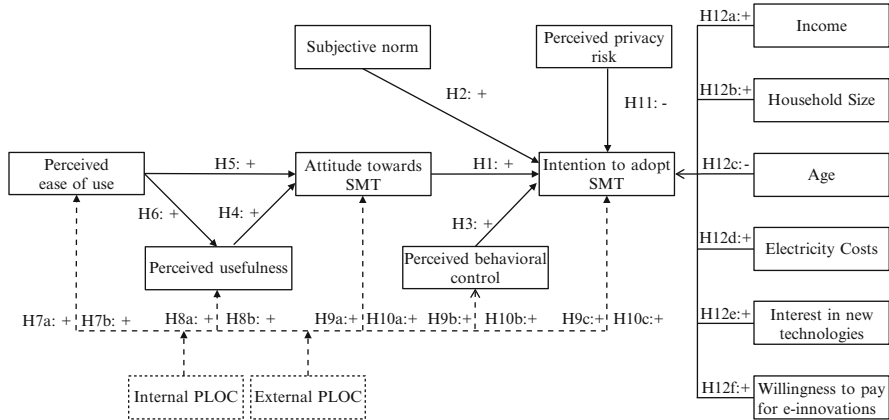 H12a:+
Income
Subjective norm
Perceived privacy
risk
H2: +
H11: -
H12b:+
Household Size
Perceived
ease of use
H5: +
Attitude towards
SMT
H1: +
Intention to adopt
SMT
H12c:-
Age
H6: +
H4: +
H3: +
Perceived usefulness
Perceived behavioral
control
H12d:+
Electricity Costs
H7a: +
H7b: +
H8a: +
H8b: +
H9a:+
H10a:+
H9b:+
H10b:+
H9c:+
H10c:+
H12e:+
Interest in new
technologies
Internal PLOC
External PLOC
H12f:+
Willingness to pay
for e-innovations